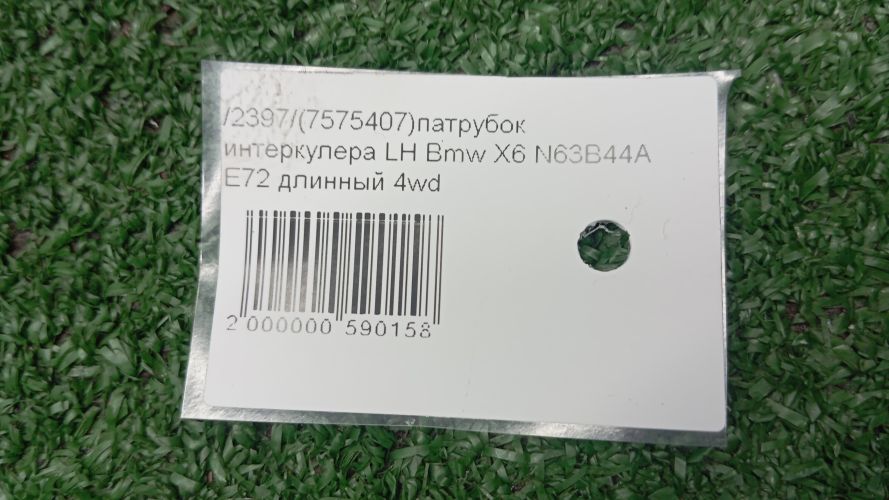 /2397/(7575407)патрубок
интеркулера LH Bmw X6 N63B44A
E72 длинный 4wd
2 000000 590158